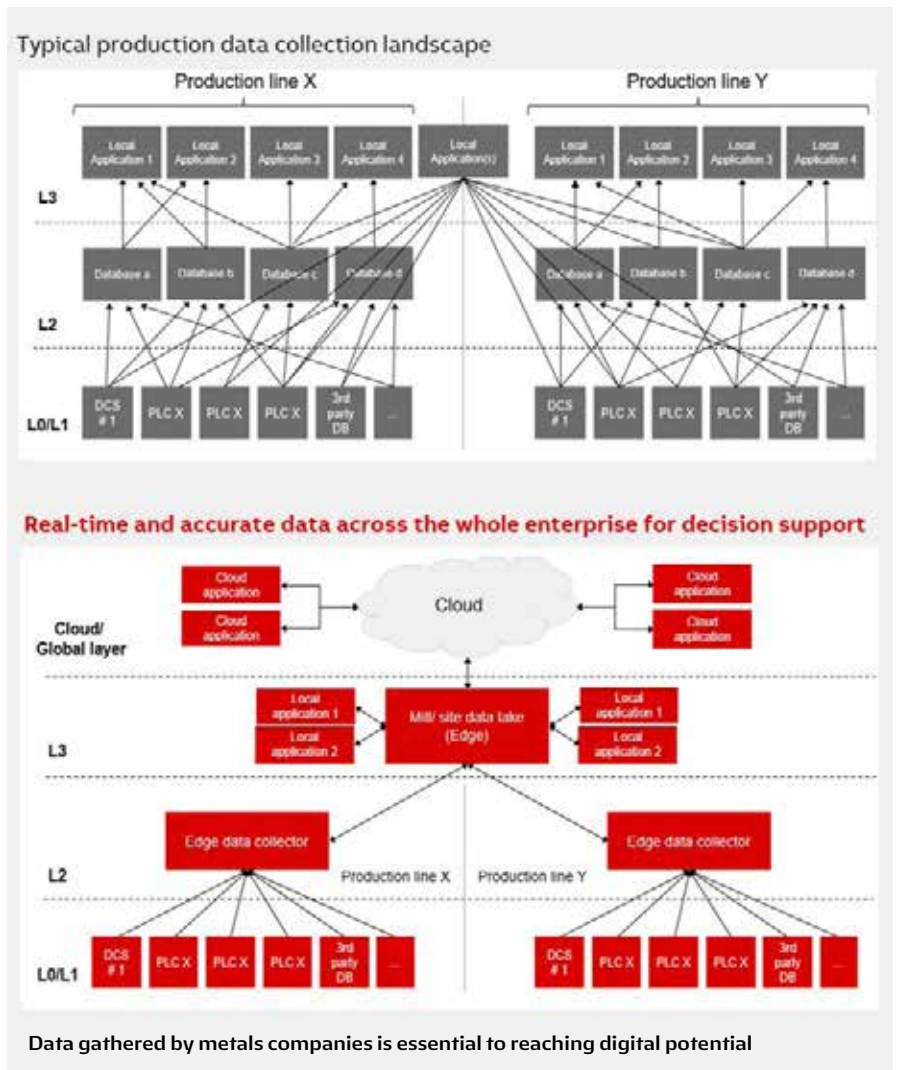 Typical production data collection landscape
Production line X
Production line Y
Local
Application 1
Local
Application 2
Local
Application 3
Local
Application 4
Local
Application(s)
Local
Application 1
Local
Application 2
Local
Application 3
Local
Application 4
L3
Database a
Database b
Database c
Database d
Database a
Database b
Database c
Database d
L2
DCS
# 1
PLC X
PLC X
PLC X
3rd
party
DB
...
DCS
# 1
PLC X
PLC X
PLC X
3rd
party
DB
...
L0/L1
Real-time and accurate data across the whole enterprise for decision support
Cloud
application
Cloud
application
Cloud
Cloud
application
Cloud
application
Cloud/
Global layer
Local
application 1
Local
application 2
Mill/ site data lake
(Edge)
Local
application 1
Local
application 2
L3
Edge data collector
Edge data collector
L2
Production line X
Production line Y
DCS
# 1
PLC X
PLC X
PLC X
3rd
party
DB
...
DCS
# 1
PLC X
PLC X
PLC X
3rd
party
DB
...
L0/L1
Data gathered by metals companies is essential to reaching digital potential